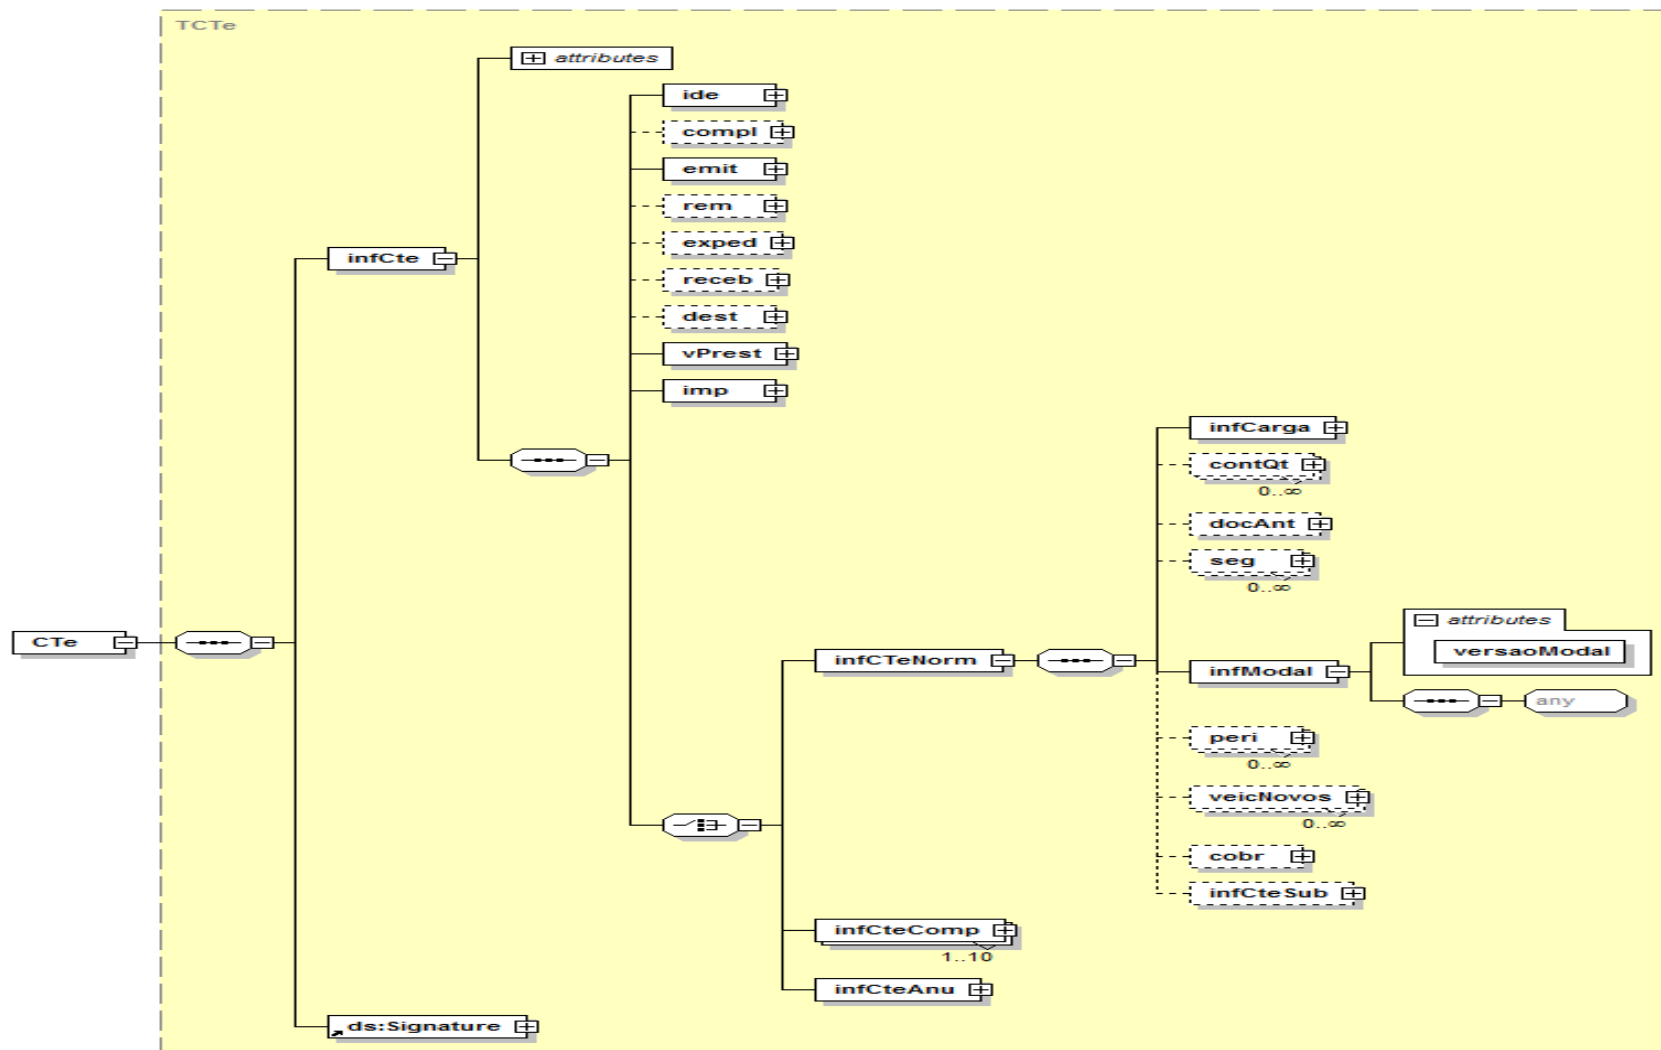 TCTe
attributes
ide
compl
emit
rem
exped
infCte
receb
dest
vPrest
imp
infCarga
contQt
0..∞
docAnt
seg
0..∞
attributes
CTe
versaoModal
infCTeNorm
infModal
any
peri
0..∞
veicNovos
0..∞
cobr
infCteSub
infCteComp
1..10
infCteAnu
ds:Signature